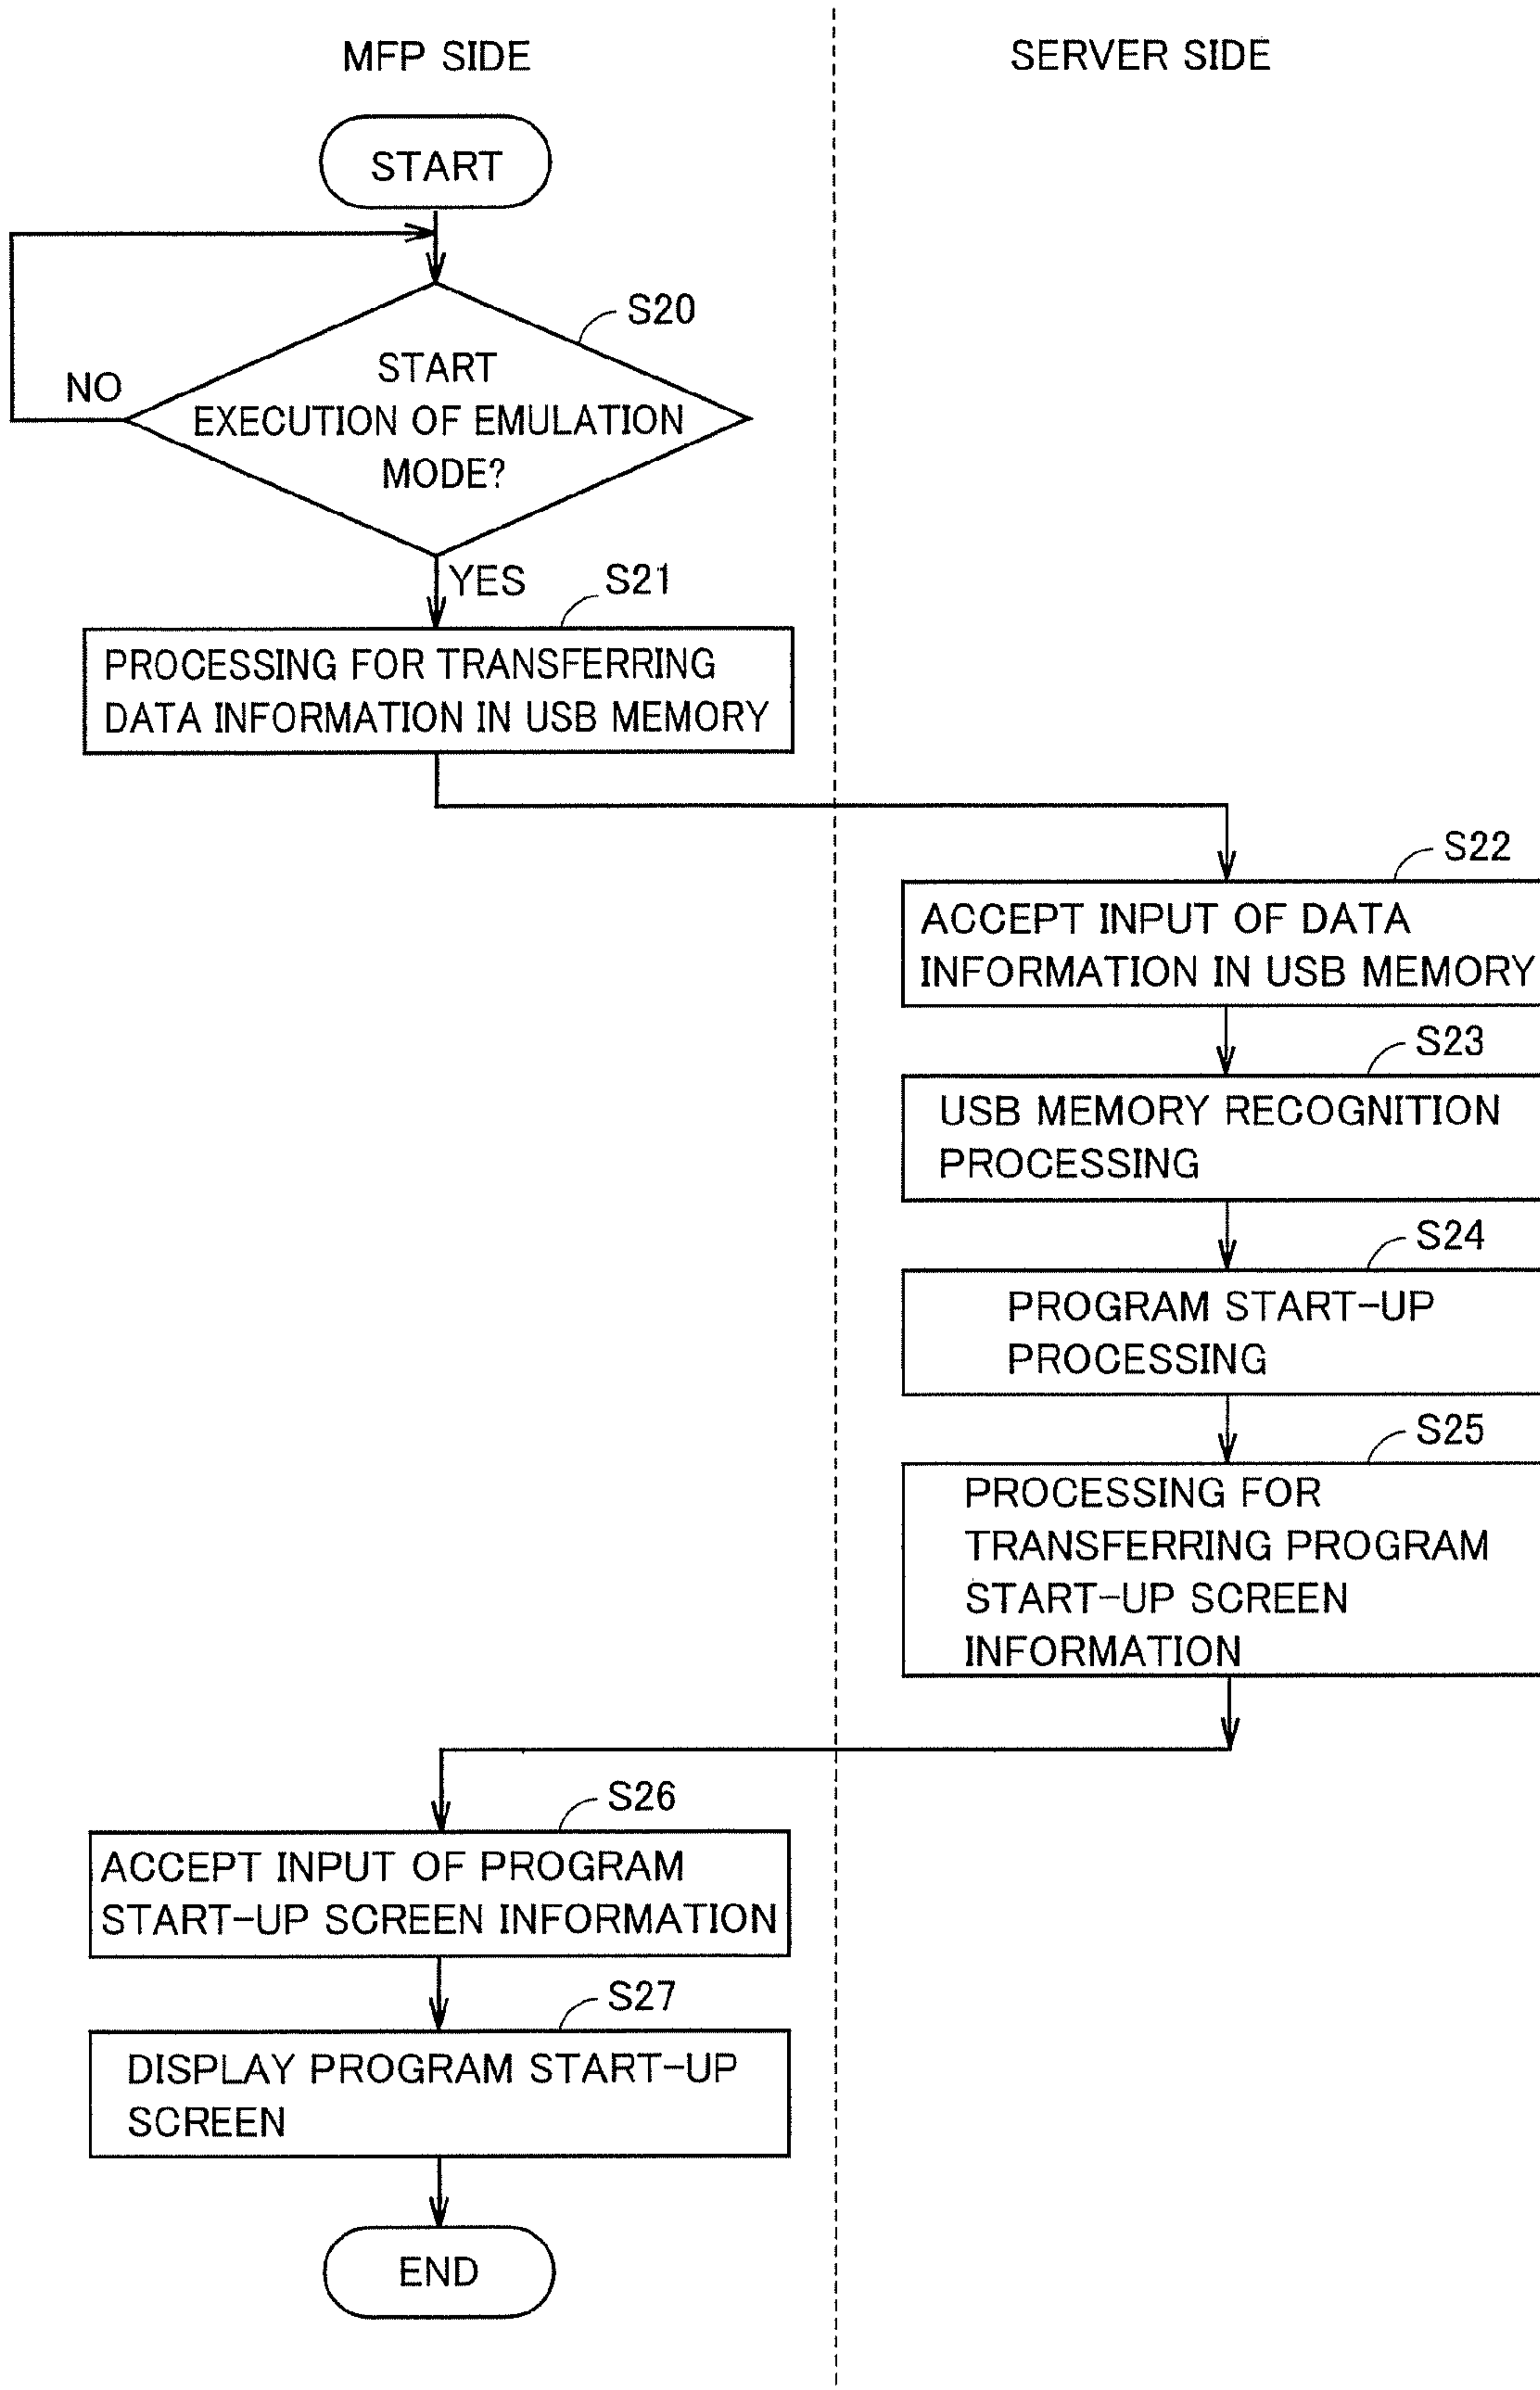 MFP SIDE
SERVER SIDE
START
S20
START
EXECUTION OF EMULATION
MODE?
NO
YES
S21
PROCESSING FOR TRANSFERRING
DATA INFORMATION IN USB MEMORY
S22
ACCEPT INPUT OF DATA
INFORMATION IN USB MEMORY
S23
USB MEMORY RECOGNITION
PROCESSING
S24
PROGRAM START-UP
PROCESSING
S25
PROCESSING FOR
TRANSFERRING PROGRAM
START-UP SCREEN
INFORMATION
S26
ACCEPT INPUT OF PROGRAM
START-UP SCREEN INFORMATION
S27
DISPLAY PROGRAM START-UP
SCREEN
END